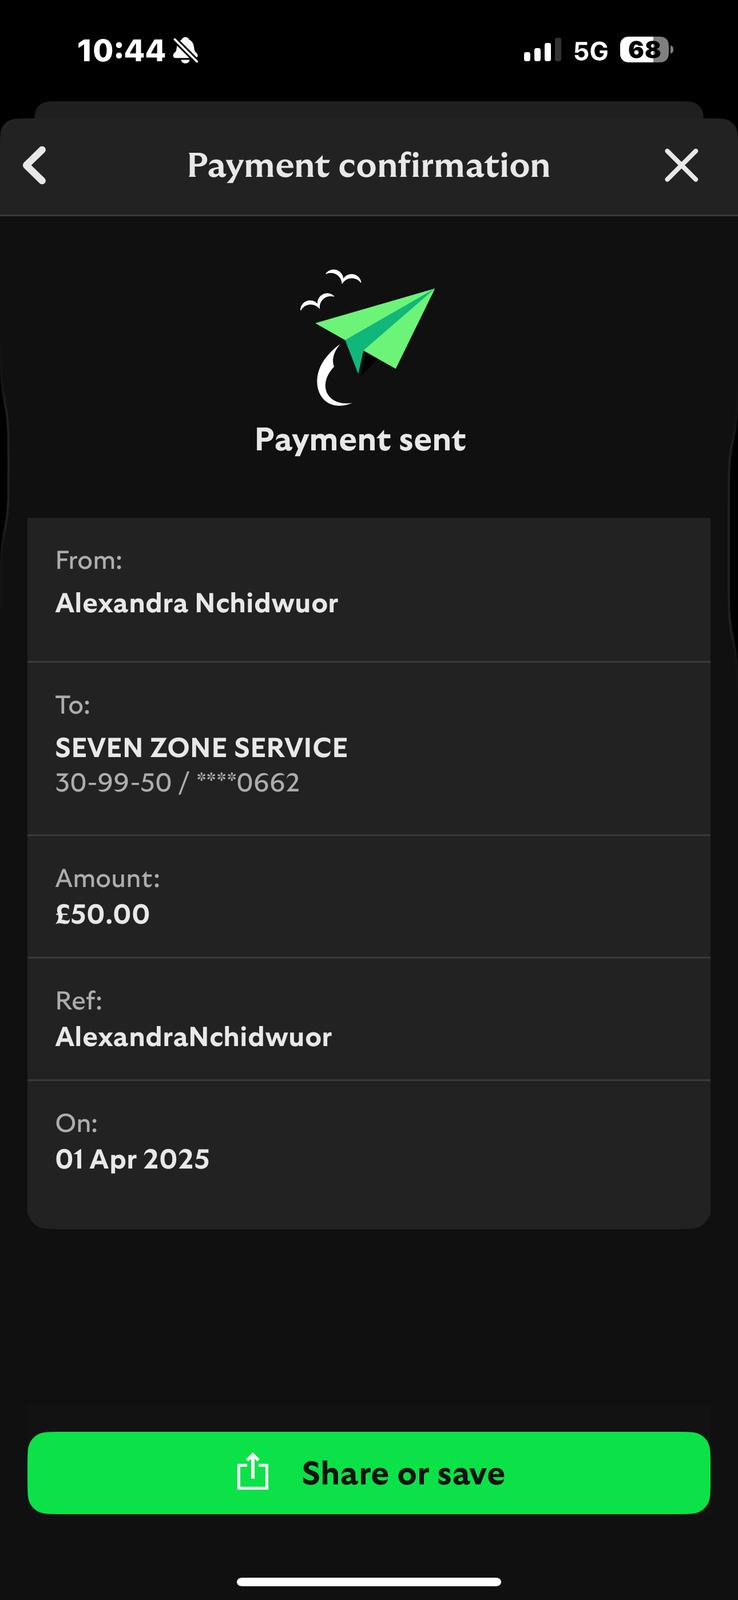 10:44
5G 68
Payment confirmation
Payment sent
From:
Alexandra Nchidwuor
To:
SEVEN ZONE SERVICE
30-99-50 / ****0662
Amount:
£50.00
Ref:
AlexandraNchidwuor
On:
01 Apr 2025
Share or save